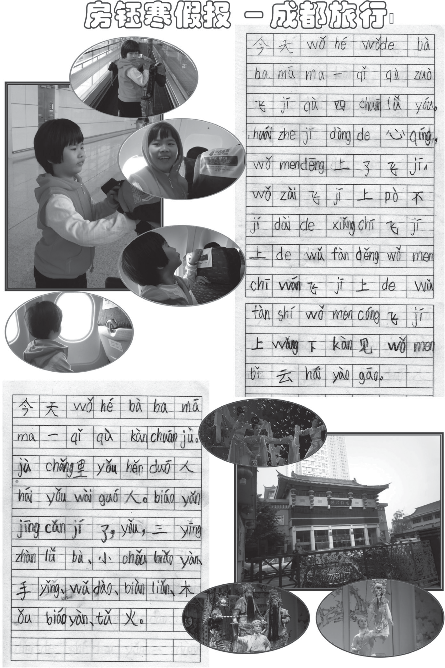 房钰寒假报 - 成都旅行
今天 wǒ hé wǒde bà
ba mā ma 一 qǐ qù zuò
飞 jī qù 四 chuān lǚ yóu。
huái zhe jī dòng de 心 qíng,
wǒ men dēng 上 了 飞 jī。
wǒ zài 飞 jī 上 pò 不
jí dài de xiǎng chī 飞 jī
上 de wǔ fàn děng wǒ men
chī wán 飞 jī 上 de wǔ
fàn shí wǒ men cóng 飞 jī
上 wǎng 下 kàn 见 wǒ men
bǐ 云 hái yào gāo。
今天 wǒ hé bà ba mā
ma 一 qǐ qù kàn chuān jù。
jù chǎng 里 yǒu hěn duō 人
hái yǒu wài guó 人。biǎo yǎn
jīng cǎi jí 了, yǒu, 三 yīng
zhàn lǚ bù、小 chǒu biǎo yǎn、
手 yǐng、wǔ dǎo、biàn liǎn、木
ǒu biǎo yǎn、tǔ 火。